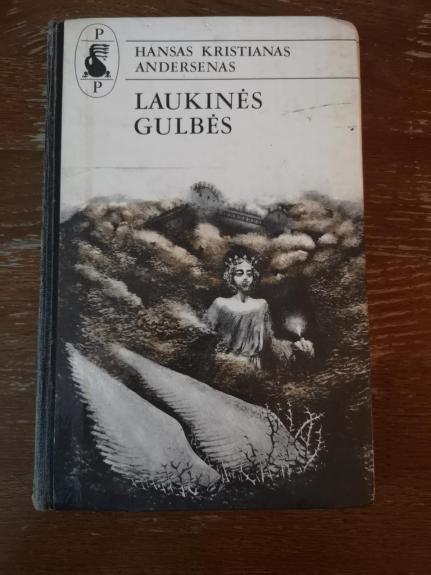 P
P
HANSAS KRISTIANAS
ANDERSENAS
LAUKINĖS
GULBĖS